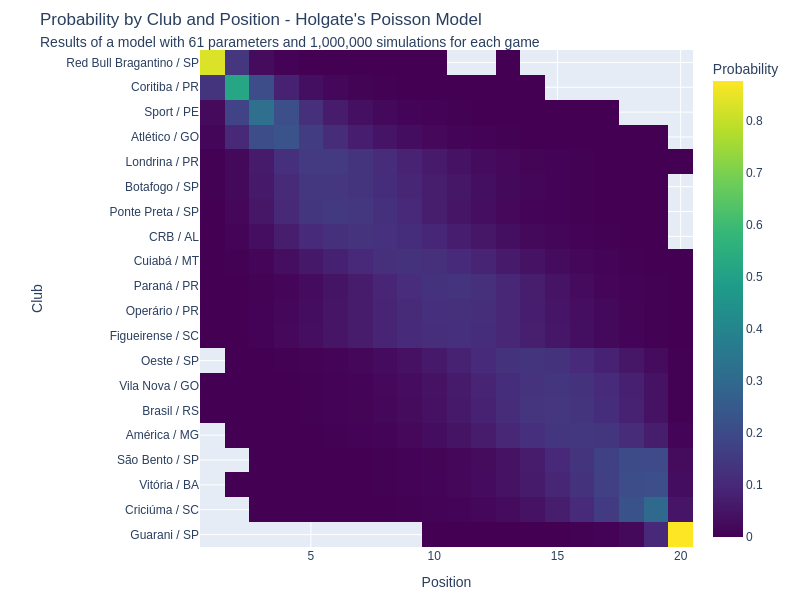 Probability by Club and Position - Holgate's Poisson Model
Results of a model with 61 parameters and 1,000,000 simulations for each game
Probability
Red Bull Bragantino / SP
Coritiba / PR
Sport / PE
Atlético / GO
Londrina / PR
Botafogo / SP
Ponte Preta / SP
CRB / AL
Cuiabá / MT
Paraná / PR
Operário / PR
Figueirense / SC
Oeste / SP
Vila Nova / GO
Brasil / RS
América / MG
São Bento / SP
Vitória / BA
Criciúma / SC
Guarani / SP
Club
5
10
15
20
Position
0.8
0.7
0.6
0.5
0.4
0.3
0.2
0.1
0